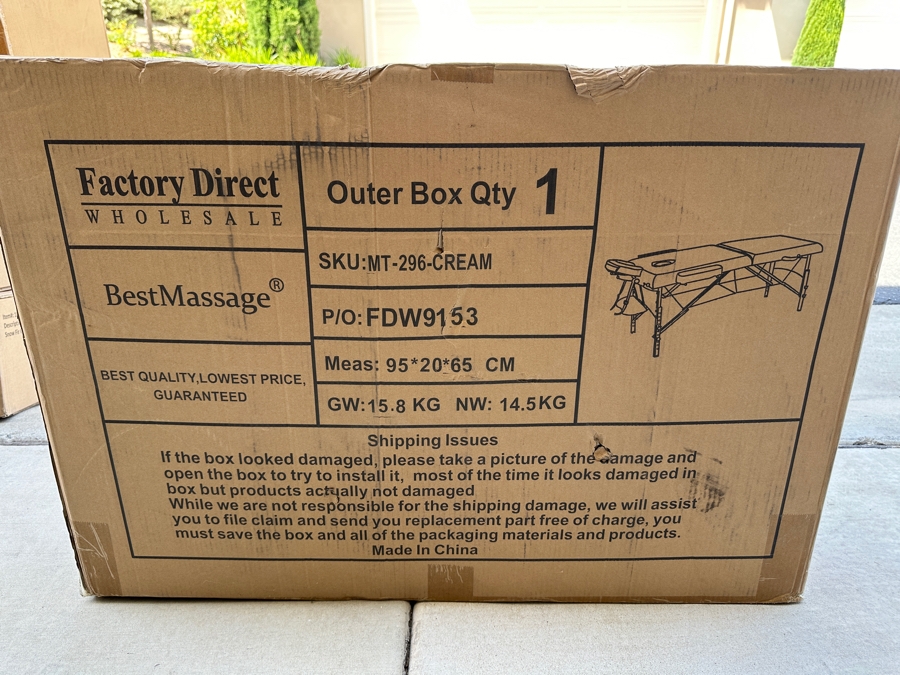 Factory Direct
WHOLESALE
BestMassage®
BEST QUALITY,LOWEST PRICE,
GUARANTEED
Outer Box Qty 1
SKU:MT-296-CREAM
P/O:FDW9153
Meas: 95*20*65 CM
GW:15.8 KG NW: 14.5KG
Shipping Issues
If the box looked damaged, please take a picture of the damage and
open the box to try to install it, most of the time it looks damaged in
box but products actually not damaged
While we are not responsible for the shipping damage, we will assist
you to file claim and send you replacement part free of charge, you
must save the box and all of the packaging materials and products.
Made In China